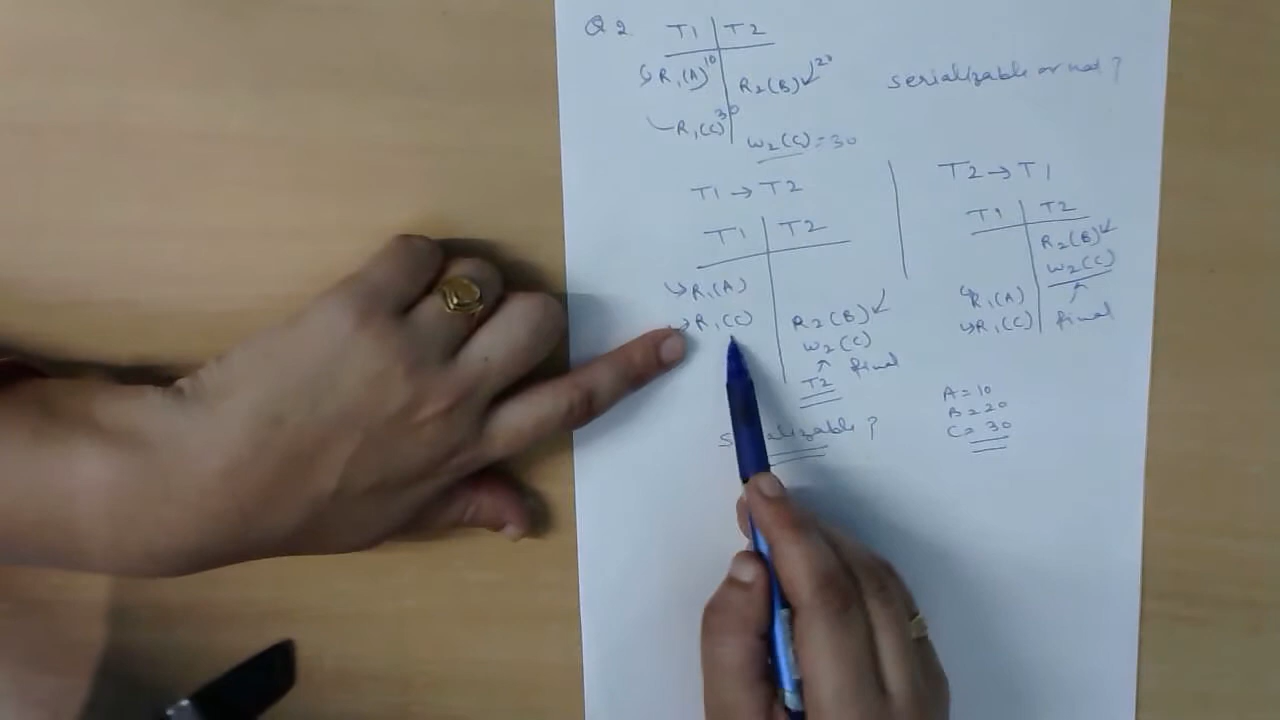 Q2 T1 T2
R1(A) 10
R2(B) 20
serializable or not ?
R1(C) 30
W2(C) = 30
T1 → T2
T1 T2
R1(A)
R1(C)
R2(B)
W2(C)
final
T2
T2 → T1
T1 T2
R2(B)
W2(C)
R1(A)
R1(C)
final
A = 10
B = 20
C = 30
?